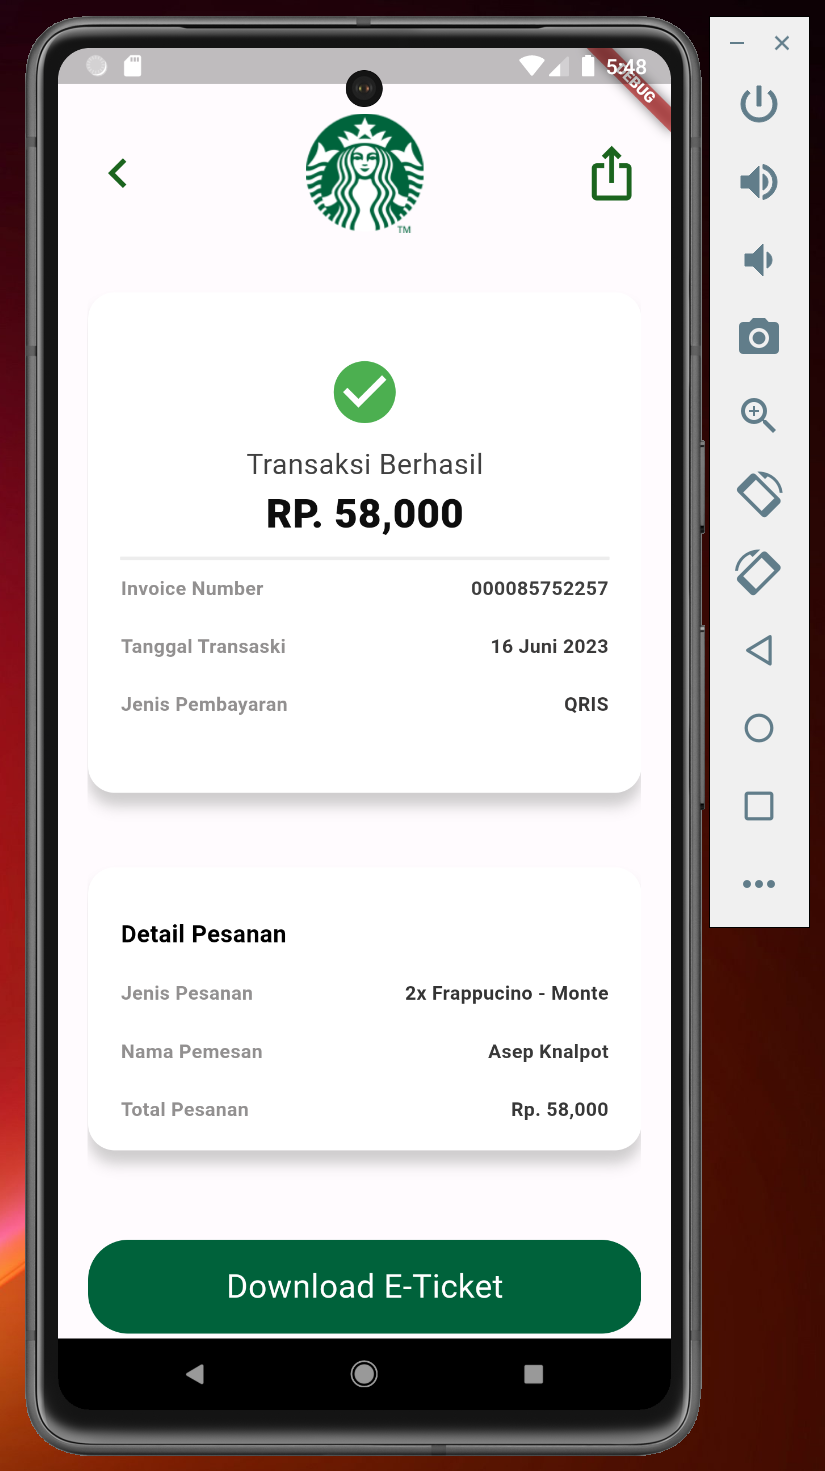 5:48
DEBUG
TM
Transaksi Berhasil
RP. 58,000
Invoice Number 000085752257
Tanggal Transaski 16 Juni 2023
Jenis Pembayaran QRIS
Detail Pesanan
Jenis Pesanan 2x Frappucino - Monte
Nama Pemesan Asep Knalpot
Total Pesanan Rp. 58,000
Download E-Ticket